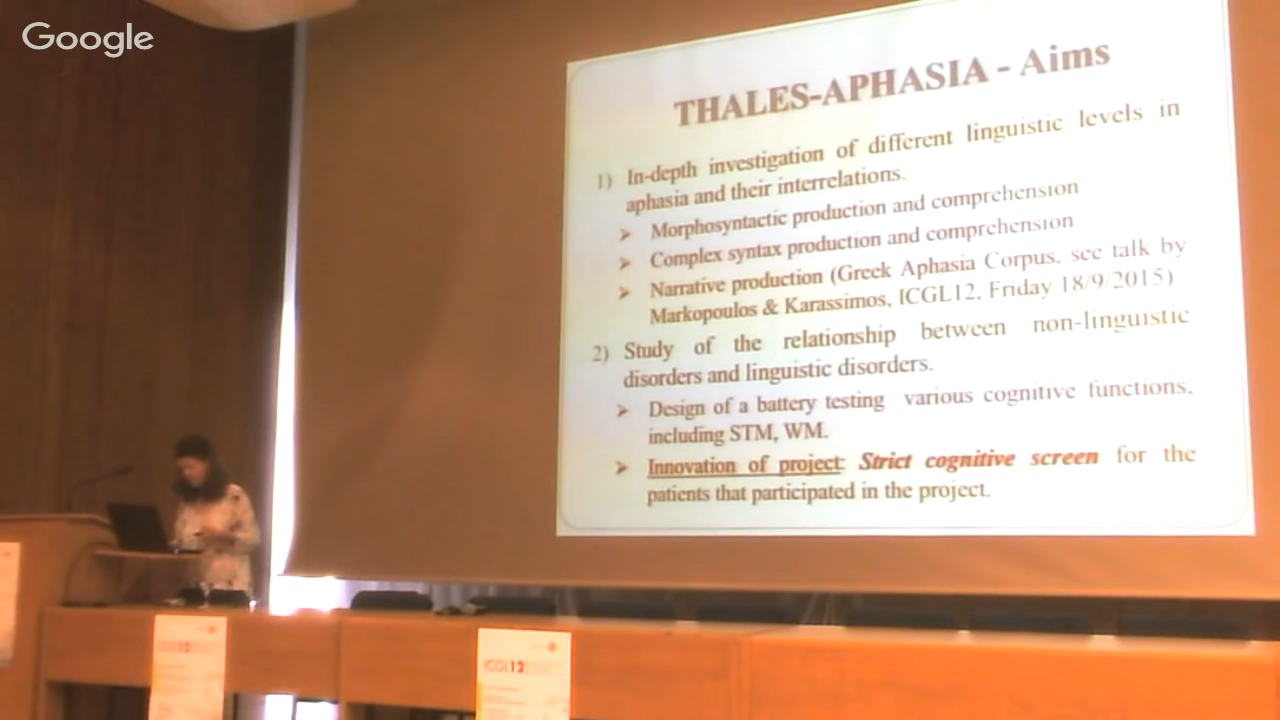 Google
THALES-APHASIA - Aims
1) In-depth investigation of different linguistic levels in
aphasia and their interrelations.
➢ Morphosyntactic production and comprehension
➢ Complex syntax production and comprehension
➢ Narrative production (Greek Aphasia Corpus, see talk by
Markopoulos & Karassimos, ICGL12, Friday 18/9/2015)
2) Study of the relationship between non-linguistic
disorders and linguistic disorders.
➢ Design of a battery testing various cognitive functions,
including STM, WM.
➢ Innovation of project: Strict cognitive screen for the
patients that participated in the project.
ICGL12
ICGL12